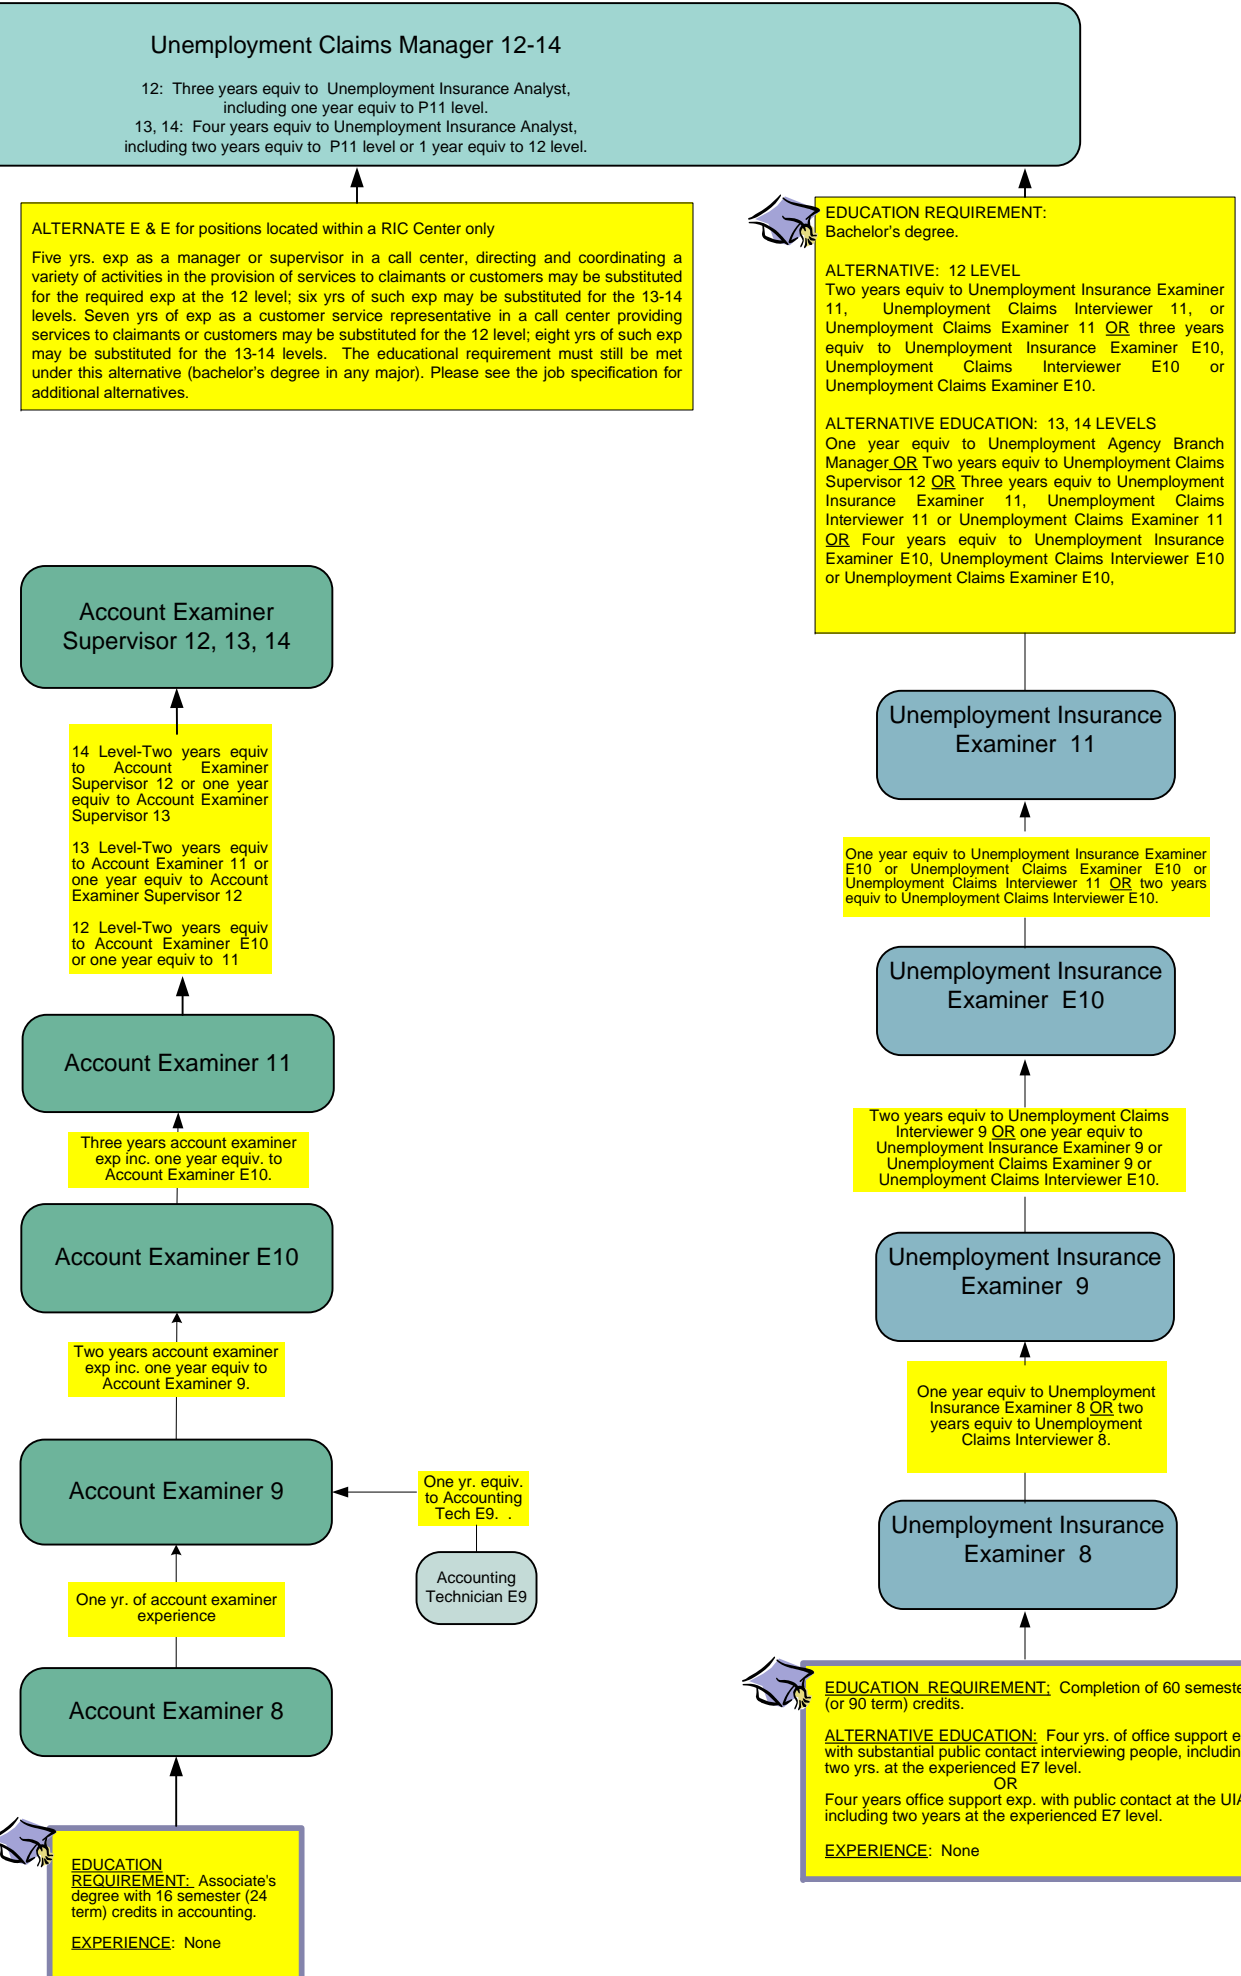 Unemployment Claims Manager 12-14
12: Three years equiv to Unemployment Insurance Analyst,
including one year equiv to P11 level.
13, 14: Four years equiv to Unemployment Insurance Analyst,
including two years equiv to P11 level or 1 year equiv to 12 level.
ALTERNATE E & E for positions located within a RIC Center only
Five yrs. exp as a manager or supervisor in a call center, directing and coordinating a
variety of activities in the provision of services to claimants or customers may be substituted
for the required exp at the 12 level; six yrs of such exp may be substituted for the 13-14
levels. Seven yrs of exp as a customer service representative in a call center providing
services to claimants or customers may be substituted for the 12 level; eight yrs of such exp
may be substituted for the 13-14 levels. The educational requirement must still be met
under this alternative (bachelor's degree in any major). Please see the job specification for
additional alternatives.
EDUCATION REQUIREMENT:
Bachelor's degree.
ALTERNATIVE: 12 LEVEL
Two years equiv to Unemployment Insurance Examiner
11, Unemployment Claims Interviewer 11, or
Unemployment Claims Examiner 11 OR three years
equiv to Unemployment Insurance Examiner E10,
Unemployment Claims Interviewer E10 or
Unemployment Claims Examiner E10.
ALTERNATIVE EDUCATION: 13, 14 LEVELS
One year equiv to Unemployment Agency Branch
Manager OR Two years equiv to Unemployment Claims
Supervisor 12 OR Three years equiv to Unemployment
Insurance Examiner 11, Unemployment Claims
Interviewer 11 or Unemployment Claims Examiner 11
OR Four years equiv to Unemployment Insurance
Examiner E10, Unemployment Claims Interviewer E10
or Unemployment Claims Examiner E10,
Account Examiner
Supervisor 12, 13, 14
14 Level-Two years equiv
to Account Examiner
Supervisor 12 or one year
equiv to Account Examiner
Supervisor 13
13 Level-Two years equiv
to Account Examiner 11 or
one year equiv to Account
Examiner Supervisor 12
12 Level-Two years equiv
to Account Examiner E10
or one year equiv to 11
Account Examiner 11
Three years account examiner
exp inc. one year equiv. to
Account Examiner E10.
Account Examiner E10
Two years account examiner
exp inc. one year equiv to
Account Examiner 9.
Account Examiner 9
One yr. equiv.
to Accounting
Tech E9. .
Accounting
Technician E9
One yr. of account examiner
experience
Account Examiner 8
EDUCATION
REQUIREMENT: Associate's
degree with 16 semester (24
term) credits in accounting.
EXPERIENCE: None
Unemployment Insurance
Examiner 11
One year equiv to Unemployment Insurance Examiner
E10 or Unemployment Claims Examiner E10 or
Unemployment Claims Interviewer 11 OR two years
equiv to Unemployment Claims Interviewer E10.
Unemployment Insurance
Examiner E10
Two years equiv to Unemployment Claims
Interviewer 9 OR one year equiv to
Unemployment Insurance Examiner 9 or
Unemployment Claims Examiner 9 or
Unemployment Claims Interviewer E10.
Unemployment Insurance
Examiner 9
One year equiv to Unemployment
Insurance Examiner 8 OR two
years equiv to Unemployment
Claims Interviewer 8.
Unemployment Insurance
Examiner 8
EDUCATION REQUIREMENT; Completion of 60 semeste
(or 90 term) credits.
ALTERNATIVE EDUCATION: Four yrs. of office support e
with substantial public contact interviewing people, includin
two yrs. at the experienced E7 level.
OR
Four years office support exp. with public contact at the UIA
including two years at the experienced E7 level.
EXPERIENCE: None